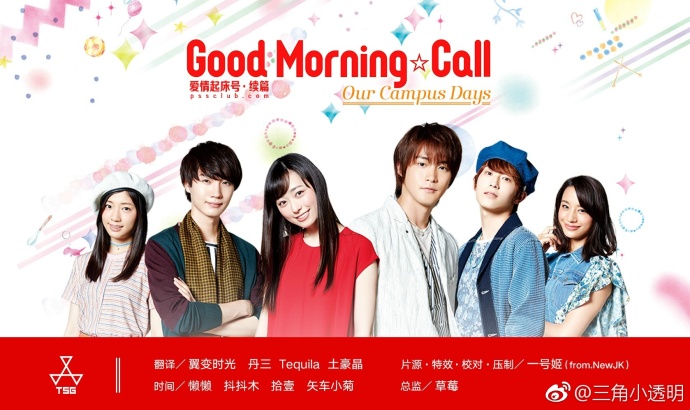 Good Morning☆Call
爱情起床号·续篇
pssclub.com
Our Campus Days
翻译／翼变时光 丹三 Tequila 土豪晶
片源·特效·校对·压制／一号姬（from.NewJK）
TSG
时间／懒懒 抖抖木 拾壹 矢车小菊
总监／草莓
@三角小透明